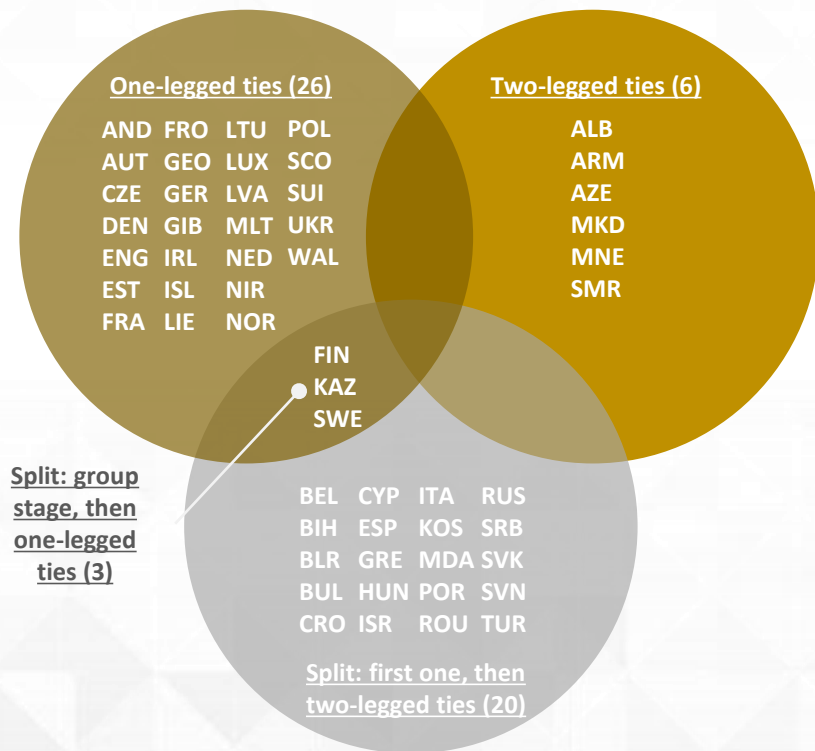 One-legged ties (26)
AND FRO LTU POL
AUT GEO LUX SCO
CZE GER LVA SUI
DEN GIB MLT UKR
ENG IRL NED WAL
EST ISL NIR
FRA LIE NOR
Two-legged ties (6)
ALB
ARM
AZE
MKD
MNE
SMR
FIN
KAZ
SWE
Split: group
stage, then
one-legged
ties (3)
BEL CYP ITA RUS
BIH ESP KOS SRB
BLR GRE MDA SVK
BUL HUN POR SVN
CRO ISR ROU TUR
Split: first one, then
two-legged ties (20)